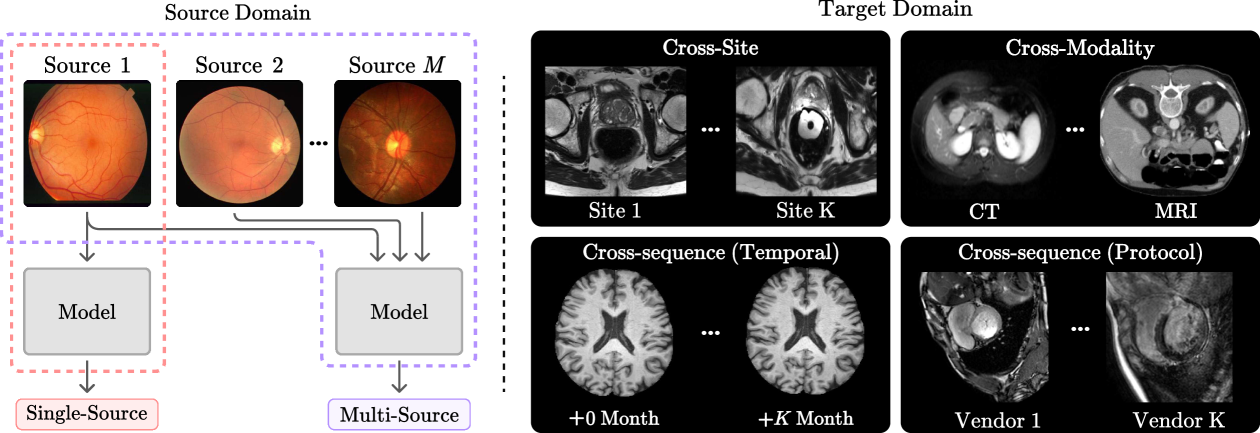 Source Domain
Source 1
Source 2
Source M
...
Model
Model
Single-Source
Multi-Source
Target Domain
Cross-Site
...
Site 1
Site K
Cross-Modality
...
CT
MRI
Cross-sequence (Temporal)
...
+0 Month
+K Month
Cross-sequence (Protocol)
...
Vendor 1
Vendor K